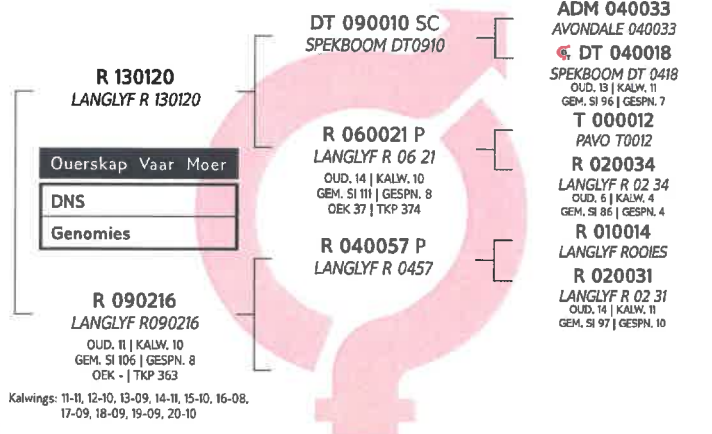 R 130120
LANGLYF R 130120
Ouerskap Vaar Moer
DNS
Genomies
R 090216
LANGLYF R090216
OUD. 11 | KALW. 10
GEM. SI 106 | GESPN. 8
OEK - | TKP 363
Kalwings: 11-11, 12-10, 13-09, 14-11, 15-10, 16-08,
17-09, 18-09, 19-09, 20-10
DT 090010 SC
SPEKBOOM DT0910
R 060021 P
LANGLYF R 06 21
OUD. 14 | KALW. 10
GEM. SI 111 | GESPN. 8
OEK 37 | TKP 374
R 040057 P
LANGLYF R 0457
ADM 040033
AVONDALE 040033
DT 040018
SPEKBOOM DT 0418
OUD. 13 | KALW. 11
GEM. SI 96 | GESPN. 7
T 000012
PAVO T0012
R 020034
LANGLYF R 02 34
OUD. 6 | KALW. 4
GEM. SI 86 | GESPN. 4
R 010014
LANGLYF ROOIES
R 020031
LANGLYF R 02 31
OUD. 14 | KALW. 11
GEM. SI 97 | GESPN. 10